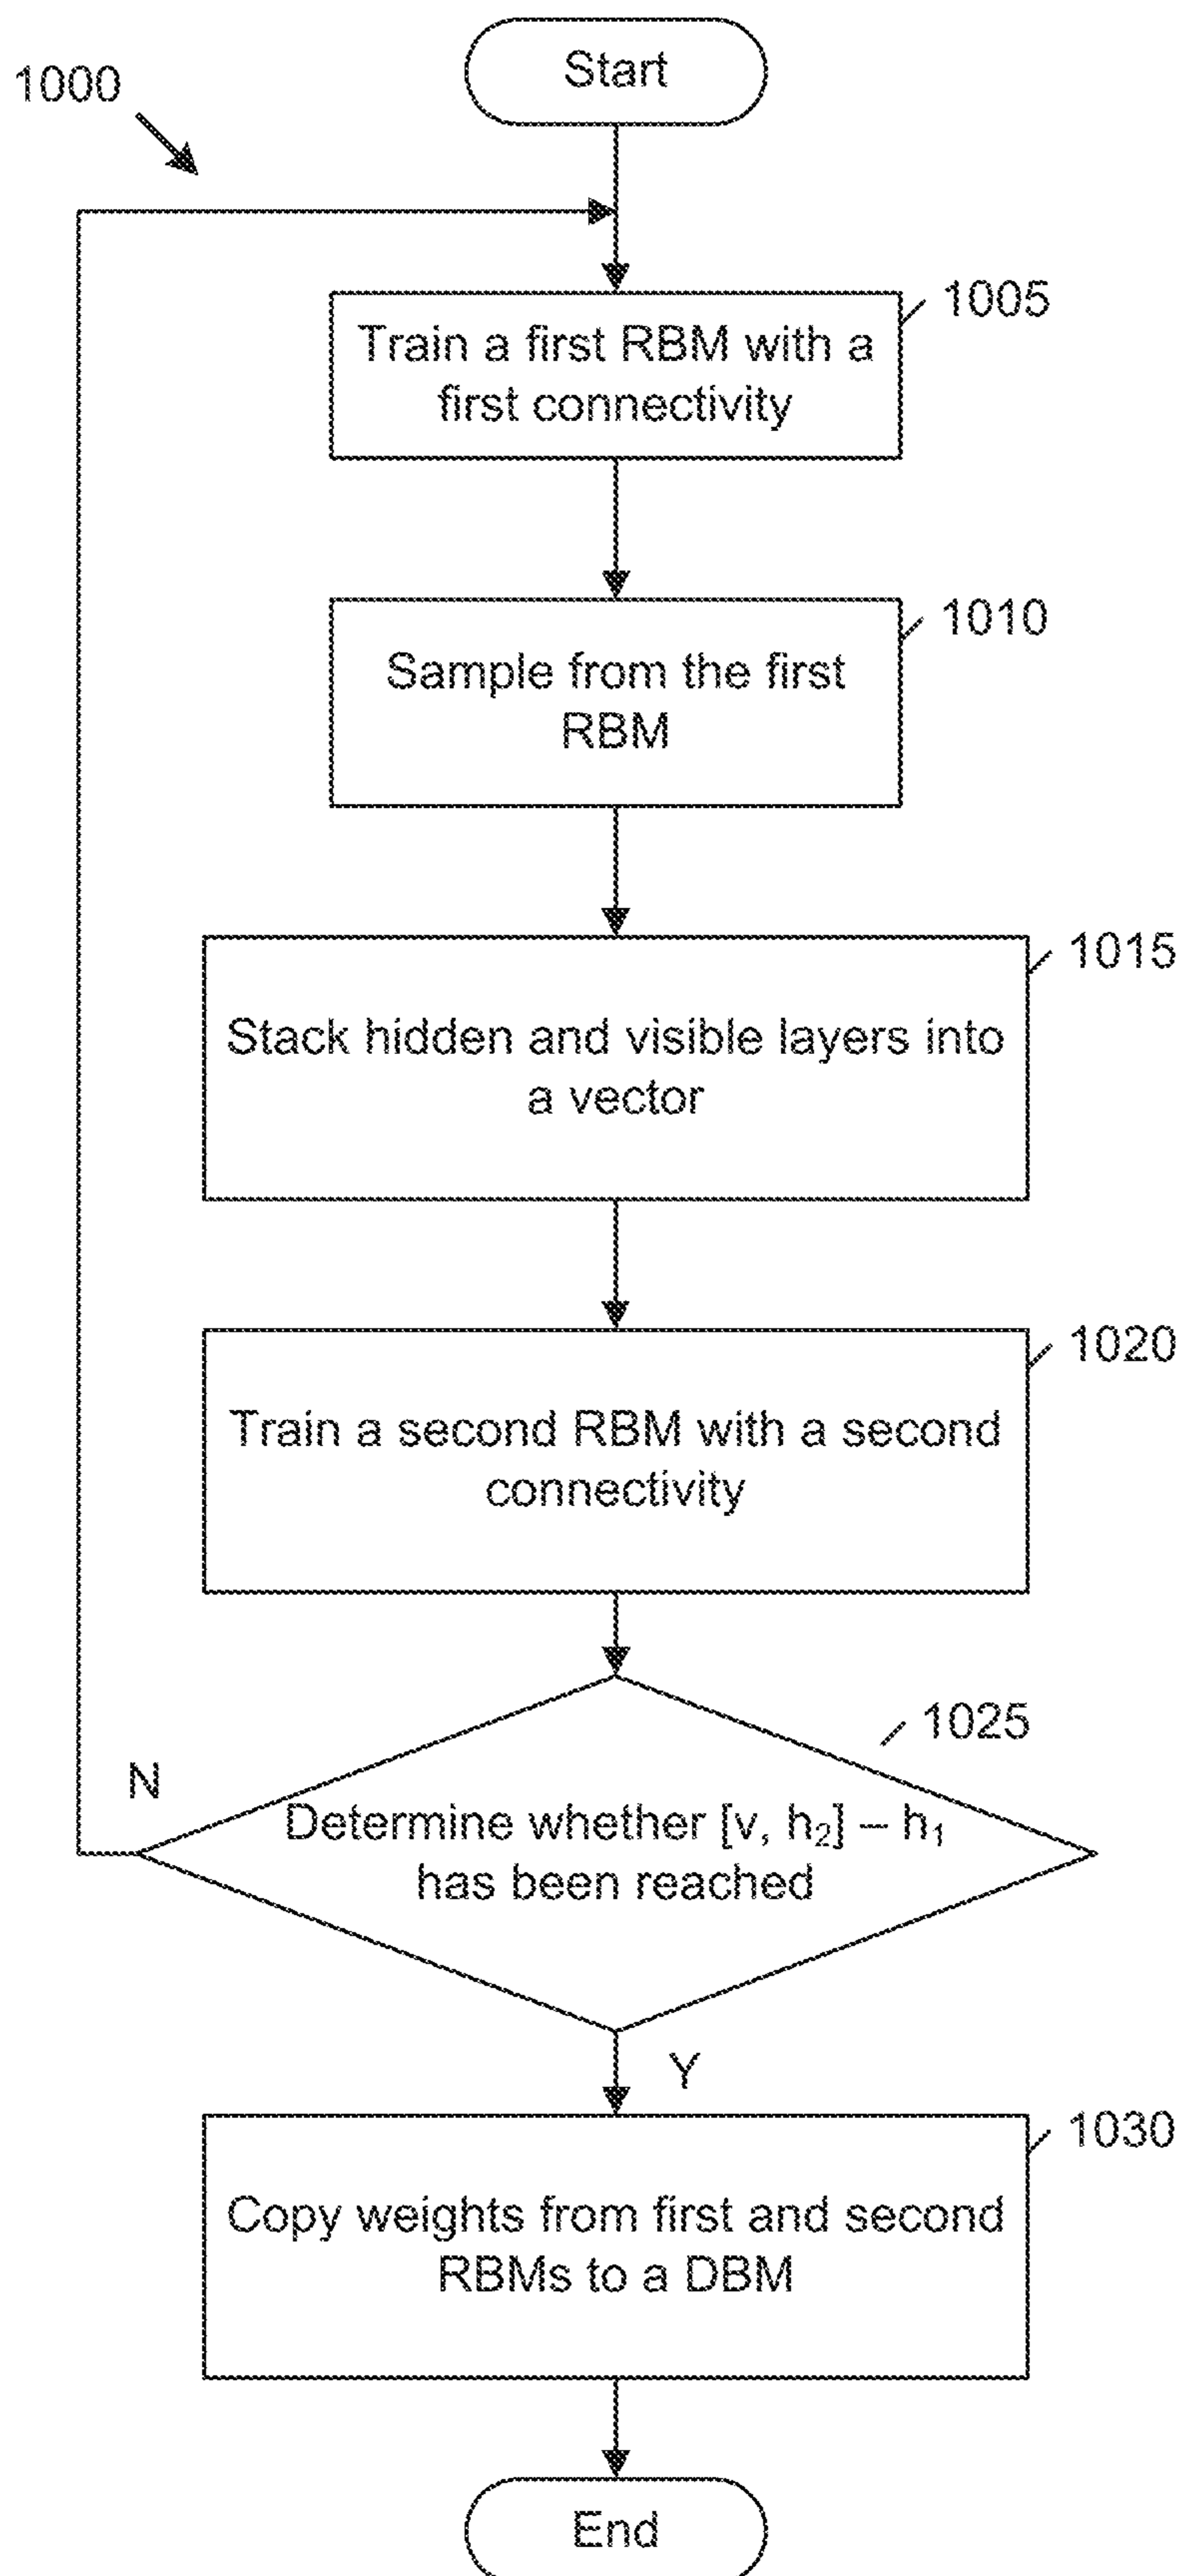 Start
1000
1005
Train a first RBM with a
first connectivity
1010
Sample from the first
RBM
1015
Stack hidden and visible layers into
a vector
1020
Train a second RBM with a second
connectivity
1025
N
Determine whether [v, h₂] – h₁
has been reached
Y
1030
Copy weights from first and second
RBMs to a DBM
End